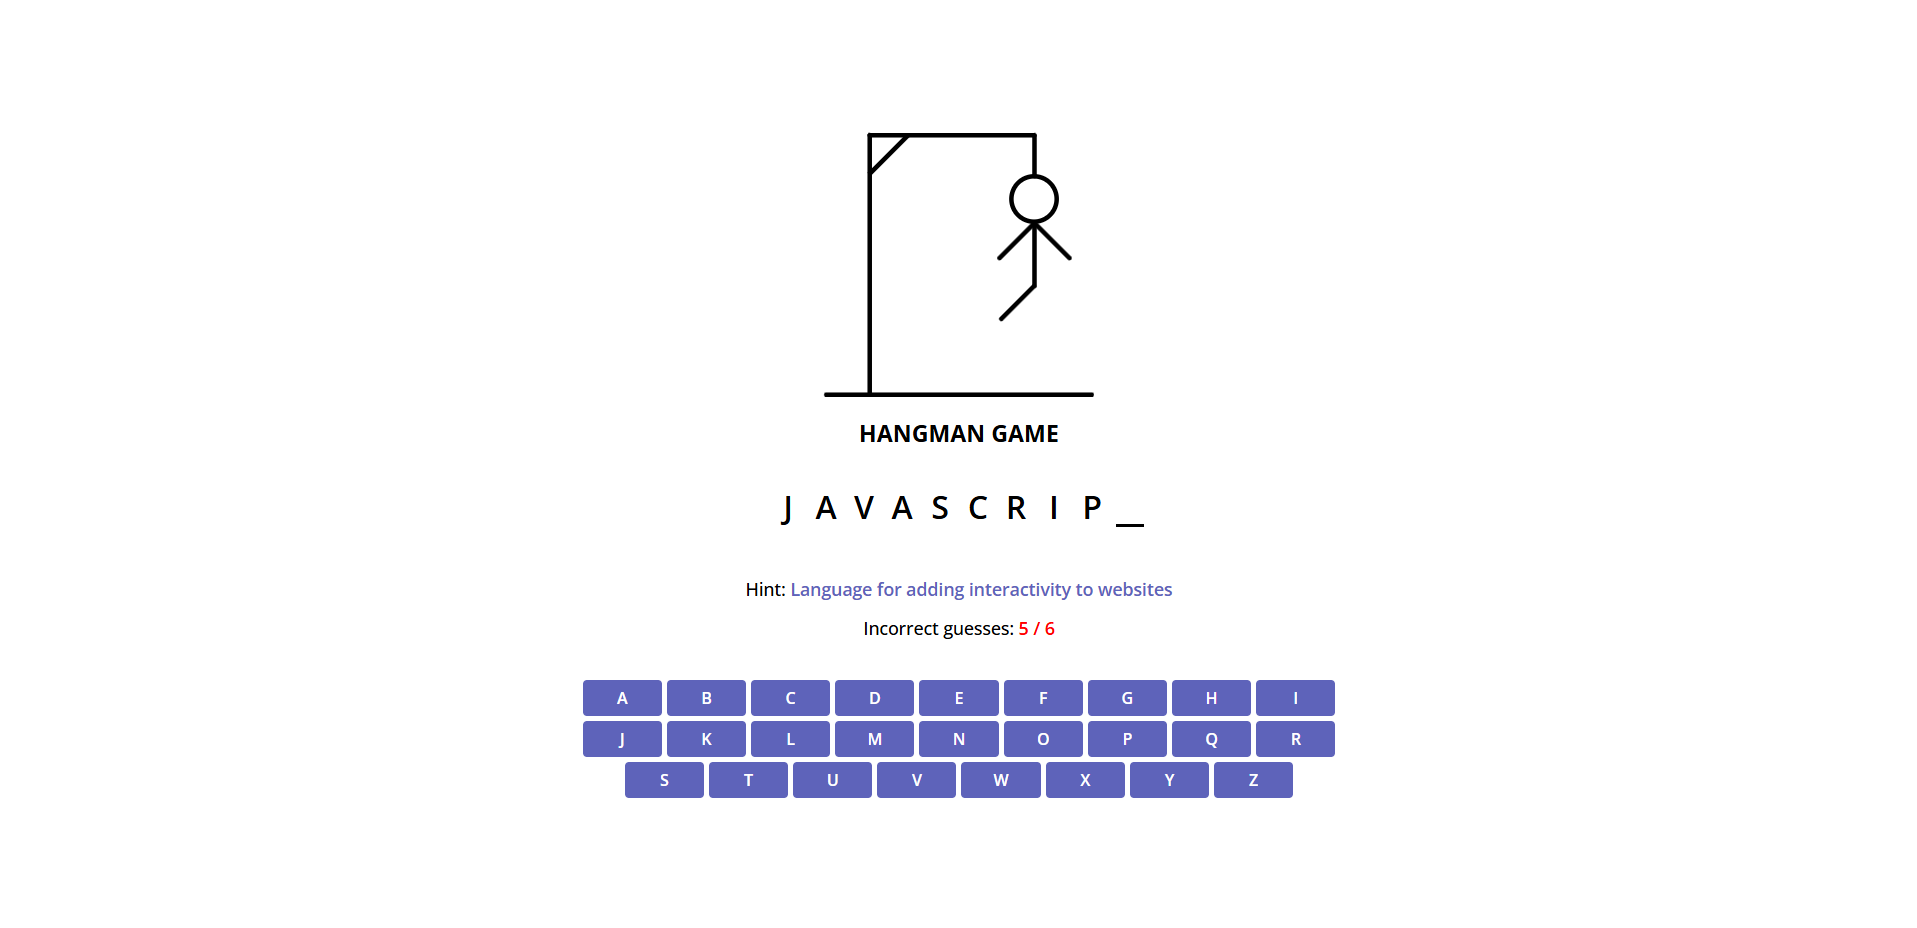 HANGMAN GAME
J A V A S C R I P _
Hint: Language for adding interactivity to websites
Incorrect guesses: 5 / 6
A B C D E F G H I
J K L M N O P Q R
S T U V W X Y Z